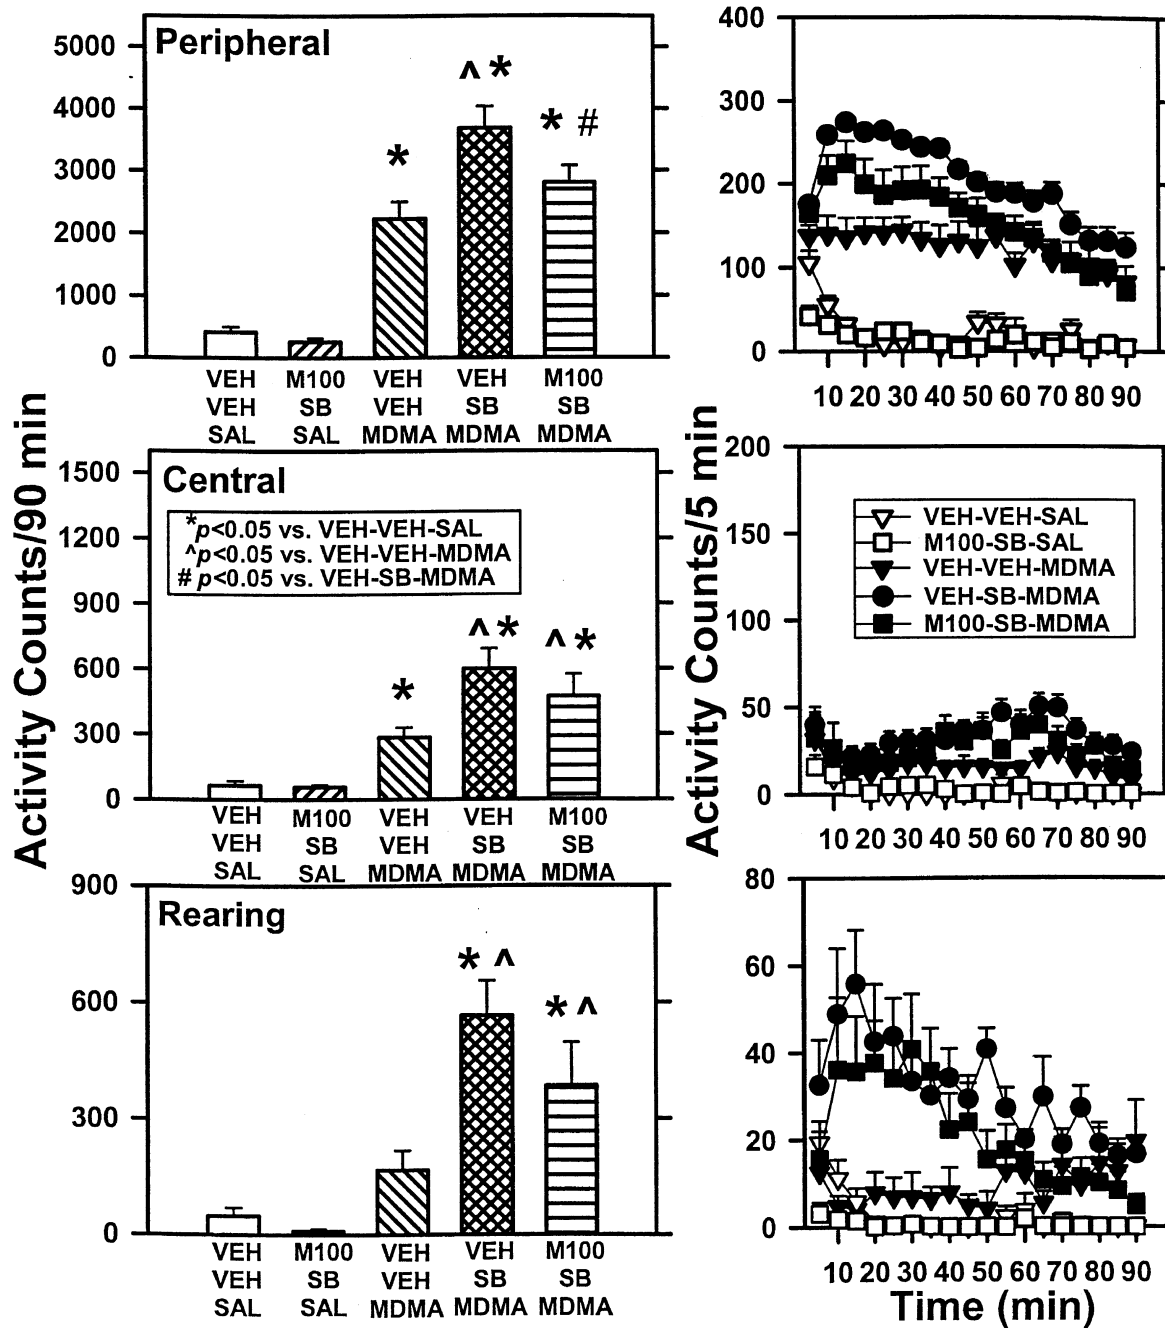 Peripheral
5000
4000
3000
2000
1000
0
^ *
* #
*
VEH M100 VEH VEH M100
VEH SB VEH SB SB
SAL SAL MDMA MDMA MDMA
400
300
200
100
0
10 20 30 40 50 60 70 80 90
Activity Counts/90 min
Central
1500
1200
900
600
300
0
*p<0.05 vs. VEH-VEH-SAL
^p<0.05 vs. VEH-VEH-MDMA
# p<0.05 vs. VEH-SB-MDMA
^ *
^ *
*
VEH M100 VEH VEH M100
VEH SB VEH SB SB
SAL SAL MDMA MDMA MDMA
Activity Counts/5 min
200
150
100
50
0
VEH-VEH-SAL
M100-SB-SAL
VEH-VEH-MDMA
VEH-SB-MDMA
M100-SB-MDMA
10 20 30 40 50 60 70 80 90
Rearing
900
600
300
0
* ^
* ^
VEH M100 VEH VEH M100
VEH SB VEH SB SB
SAL SAL MDMA MDMA MDMA
80
60
40
20
0
10 20 30 40 50 60 70 80 90
Time (min)